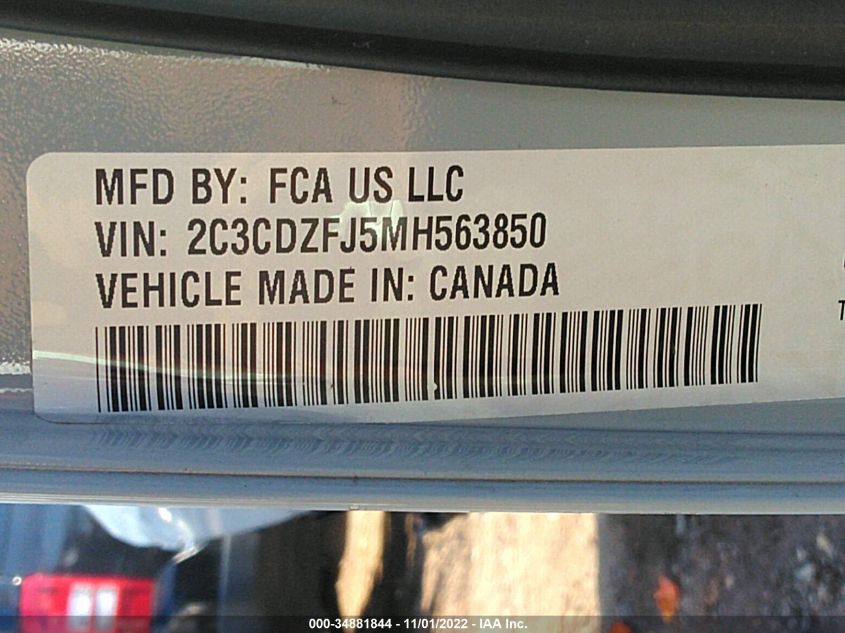 MFD BY: FCA US LLC
VIN: 2C3CDZFJ5MH563850
VEHICLE MADE IN: CANADA
T
000-34881844 - 11/01/2022 - IAA Inc.